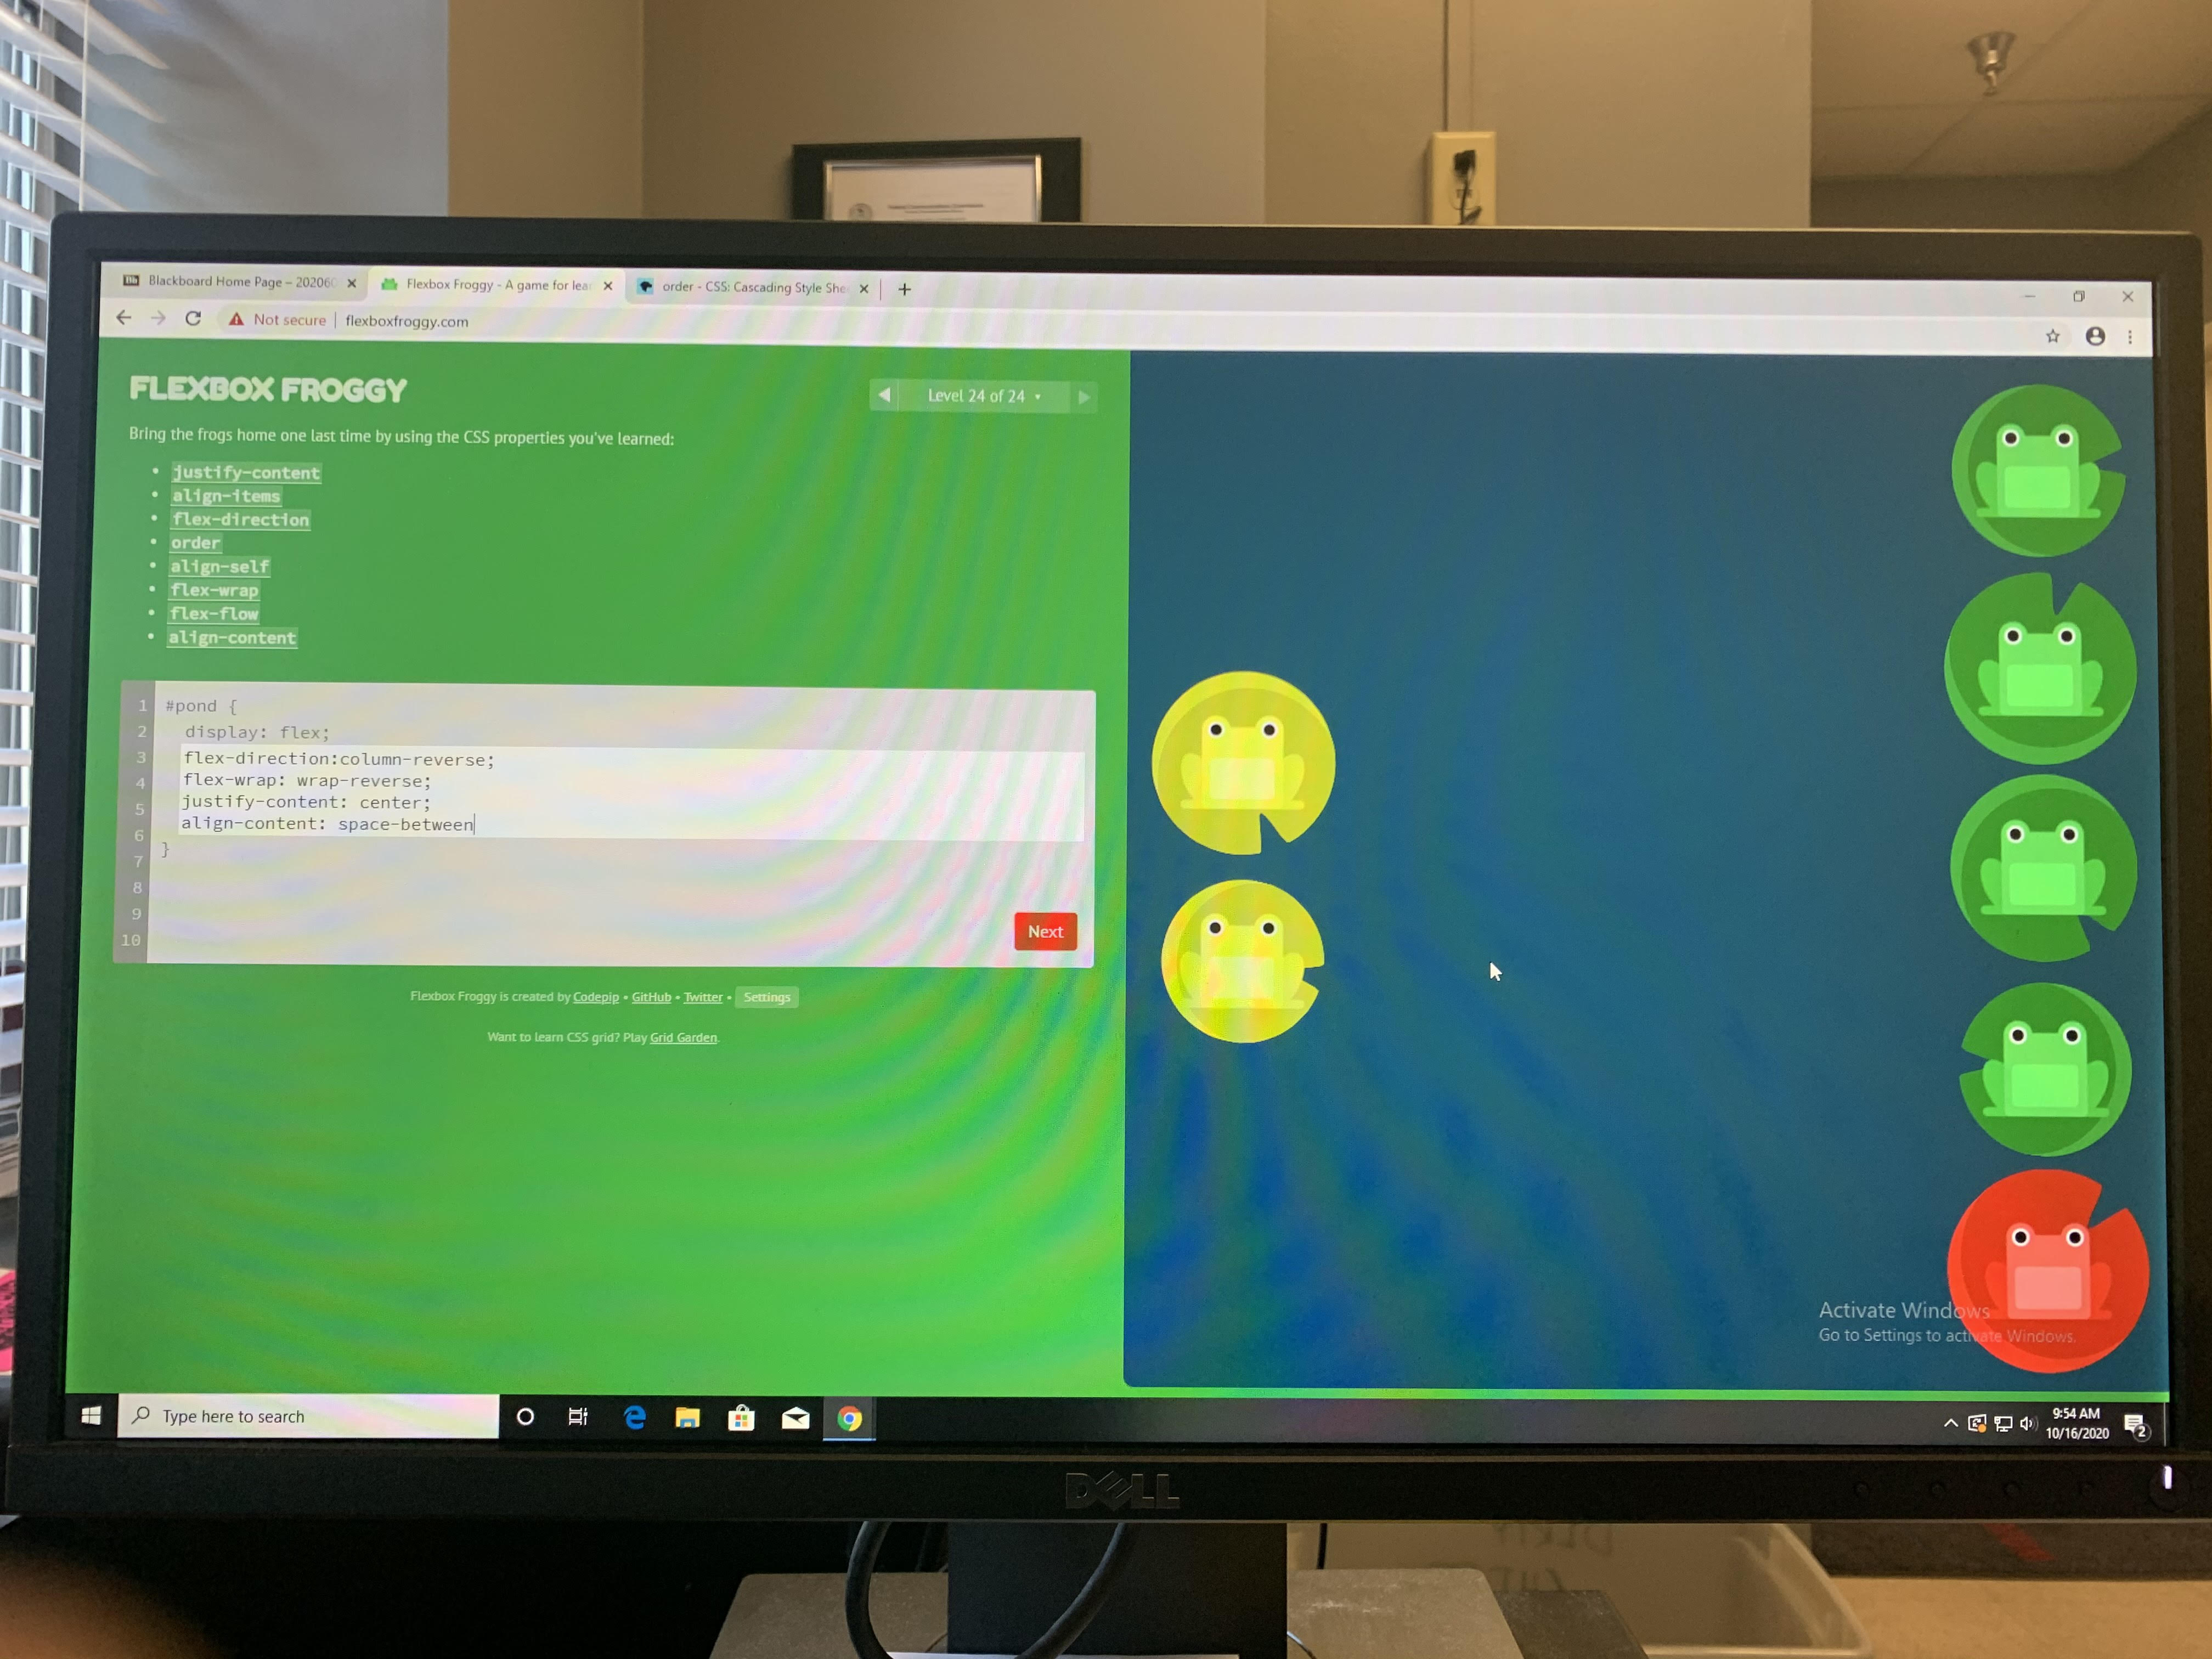 Blackboard Home Page – 20206
Flexbox Froggy - A game for lear
order - CSS: Cascading Style She
Not secure | flexboxfroggy.com
FLEXBOX FROGGY
Level 24 of 24
Bring the frogs home one last time by using the CSS properties you've learned:
• justify-content
• align-items
• flex-direction
• order
• align-self
• flex-wrap
• flex-flow
• align-content
1 #pond {
2 display: flex;
3 flex-direction:column-reverse;
4 flex-wrap: wrap-reverse;
5 justify-content: center;
6 align-content: space-between
7 }
8
9
10
Next
Flexbox Froggy is created by Codepip • GitHub • Twitter • Settings
Want to learn CSS grid? Play Grid Garden.
Activate Windows
Go to Settings to activate Windows.
Type here to search
9:54 AM
10/16/2020
2
DELL